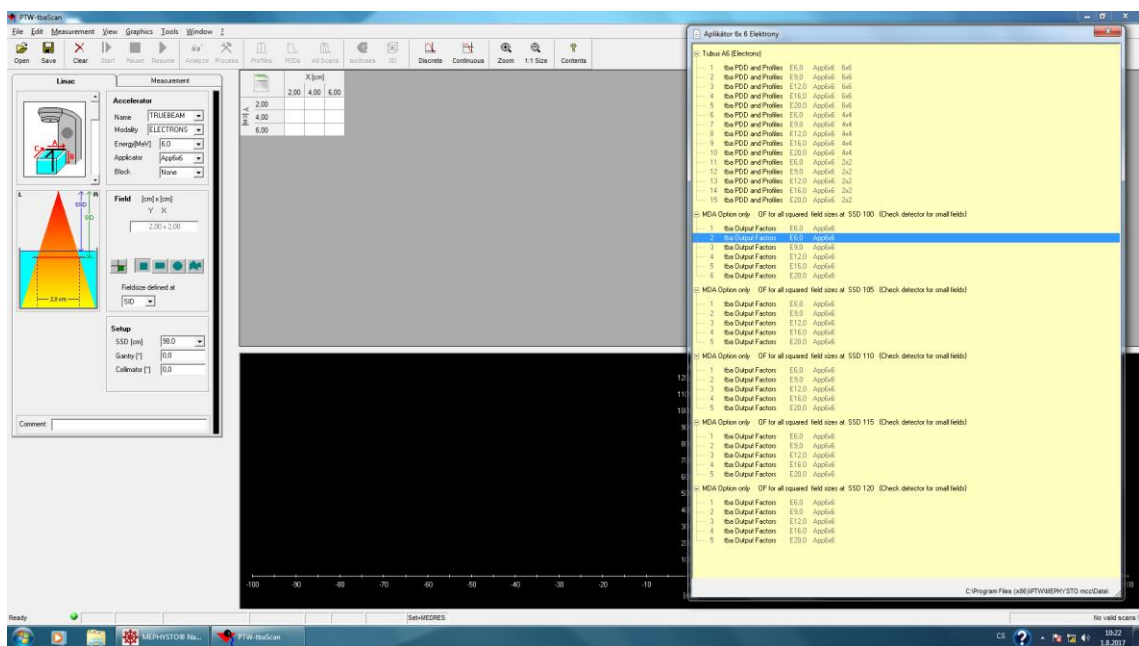 PTW-tbaScan
File Edit Measurement View Graphics Tools Window ?
Open Save Clear Start Pause Resume Analyze Process Profiles PDDs All Scans Isodoses 3D Discrete Continuous Zoom 1:1 Size Contents
Linac Measurement
Accelerator
Name TRUEBEAM
Modality ELECTRONS
Energy[MeV] 6.0
Applicator App6x6
Block None
Field [cm] x [cm]
Y X
2,00 x 2,00
Fieldsize defined at
SID
L R
SSD
SID
2,0 cm
Setup
SSD [cm] 98.0
Gantry [°] 0,0
Collimator [°] 0,0
Comment:
X [cm]
2,00 4,00 6,00
Y [cm]
2,00
4,00
6,00
Aplikátor 6x 6 Elektrony
Tubus A6 (Electrons)
1 tba PDD and Profiles E6,0 App6x6 6x6
2 tba PDD and Profiles E9,0 App6x6 6x6
3 tba PDD and Profiles E12,0 App6x6 6x6
4 tba PDD and Profiles E16,0 App6x6 6x6
5 tba PDD and Profiles E20,0 App6x6 6x6
6 tba PDD and Profiles E6,0 App6x6 4x4
7 tba PDD and Profiles E9,0 App6x6 4x4
8 tba PDD and Profiles E12,0 App6x6 4x4
9 tba PDD and Profiles E16,0 App6x6 4x4
10 tba PDD and Profiles E20,0 App6x6 4x4
11 tba PDD and Profiles E6,0 App6x6 2x2
12 tba PDD and Profiles E9,0 App6x6 2x2
13 tba PDD and Profiles E12,0 App6x6 2x2
14 tba PDD and Profiles E16,0 App6x6 2x2
15 tba PDD and Profiles E20,0 App6x6 2x2
MDA Option only OF for all squared field sizes at SSD 100 (Check detector for small fields)
1 tba Output Factors E6,0 App6x6
2 tba Output Factors E6,0 App6x6
3 tba Output Factors E9,0 App6x6
4 tba Output Factors E12,0 App6x6
5 tba Output Factors E16,0 App6x6
6 tba Output Factors E20,0 App6x6
MDA Option only OF for all squared field sizes at SSD 105 (Check detector for small fields)
1 tba Output Factors E6,0 App6x6
2 tba Output Factors E9,0 App6x6
3 tba Output Factors E12,0 App6x6
4 tba Output Factors E16,0 App6x6
5 tba Output Factors E20,0 App6x6
MDA Option only OF for all squared field sizes at SSD 110 (Check detector for small fields)
1 tba Output Factors E6,0 App6x6
2 tba Output Factors E9,0 App6x6
3 tba Output Factors E12,0 App6x6
4 tba Output Factors E16,0 App6x6
5 tba Output Factors E20,0 App6x6
MDA Option only OF for all squared field sizes at SSD 115 (Check detector for small fields)
1 tba Output Factors E6,0 App6x6
2 tba Output Factors E9,0 App6x6
3 tba Output Factors E12,0 App6x6
4 tba Output Factors E16,0 App6x6
5 tba Output Factors E20,0 App6x6
MDA Option only OF for all squared field sizes at SSD 120 (Check detector for small fields)
1 tba Output Factors E6,0 App6x6
2 tba Output Factors E9,0 App6x6
3 tba Output Factors E12,0 App6x6
4 tba Output Factors E16,0 App6x6
5 tba Output Factors E20,0 App6x6
C:\Program Files (x86)\PTW\MEPHYSTO mcc\Data\
-100 -90 -80 -70 -60 -50 -40 -30 -20 -10
Ready Set=MEDRES No valid scans
MEPHYSTO® Na... PTW-tbaScan CS 10:22
1.8.2017